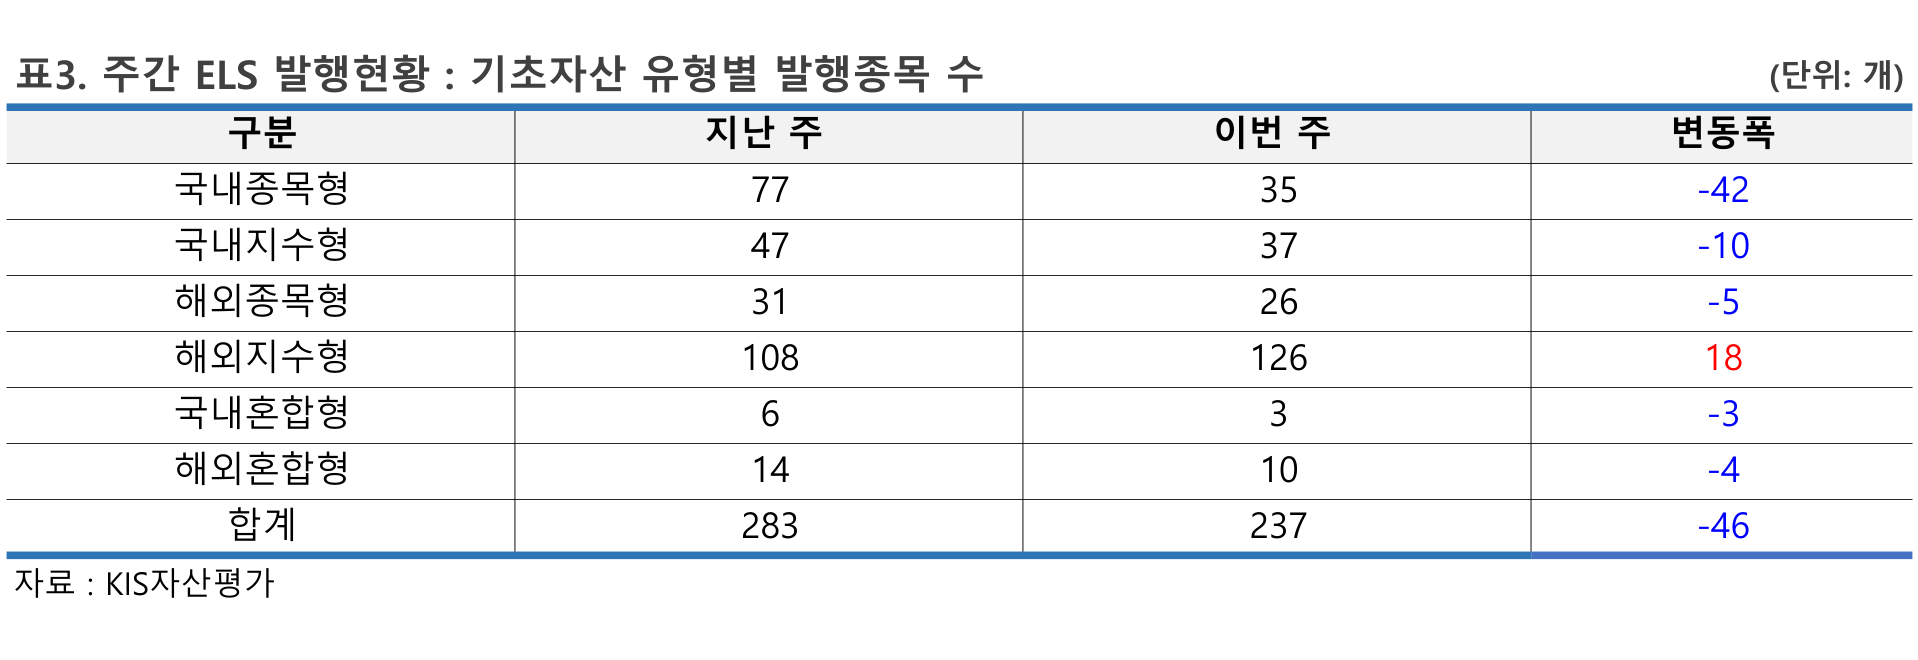 표3. 주간 ELS 발행현황 : 기초자산 유형별 발행종목 수 (단위: 개)
구분 지난 주 이번 주 변동폭
국내종목형 77 35 -42
국내지수형 47 37 -10
해외종목형 31 26 -5
해외지수형 108 126 18
국내혼합형 6 3 -3
해외혼합형 14 10 -4
합계 283 237 -46
자료 : KIS자산평가